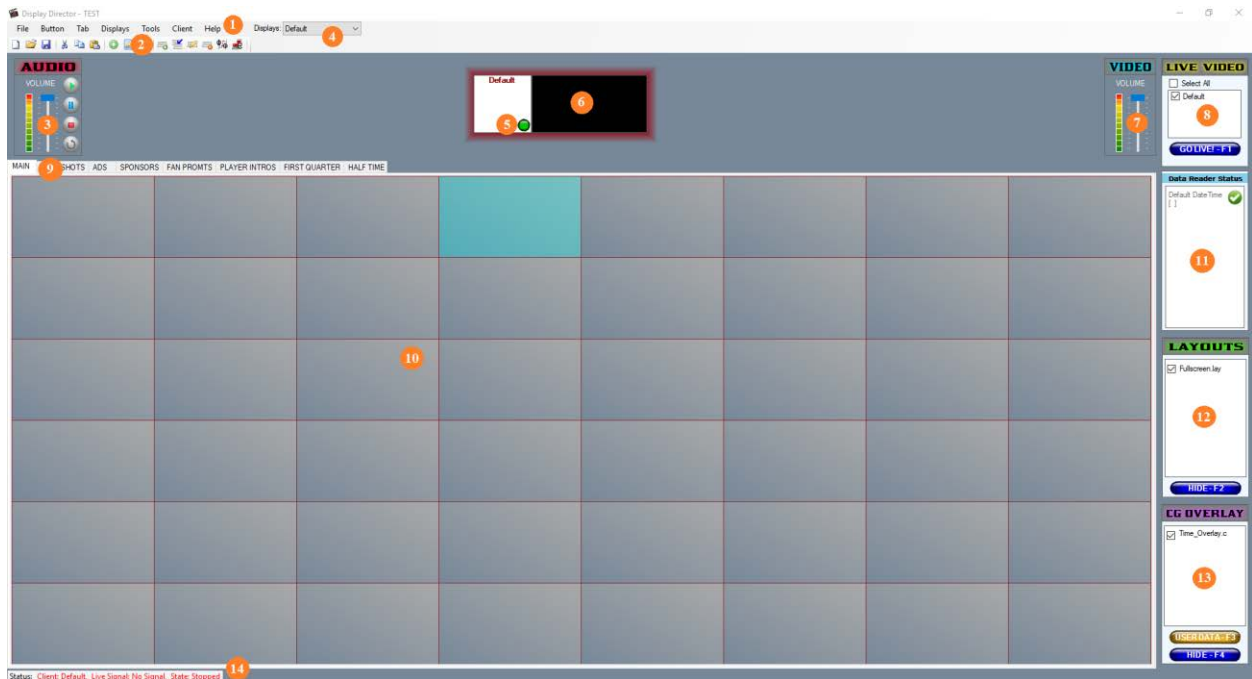 Display Director - TEST
File Button Tab Displays Tools Client Help 1 Displays: Default 4
2
AUDIO
VOLUME
3
Default
5
6
VIDEO
VOLUME
7
LIVE VIDEO
Select All
Default
8
GO LIVE! - F1
MAIN 9 SHOTS ADS SPONSORS FAN PROMTS PLAYER INTROS FIRST QUARTER HALF TIME
10
Data Reader Status
Default DateTime
[ ]
11
LAYOUTS
Fullscreen.lay
12
HIDE - F2
CG OVERLAY
Time_Overlay.c
13
USER DATA - F3
HIDE - F4
14
Status: Client: Default Live Signal: No Signal State: Stopped